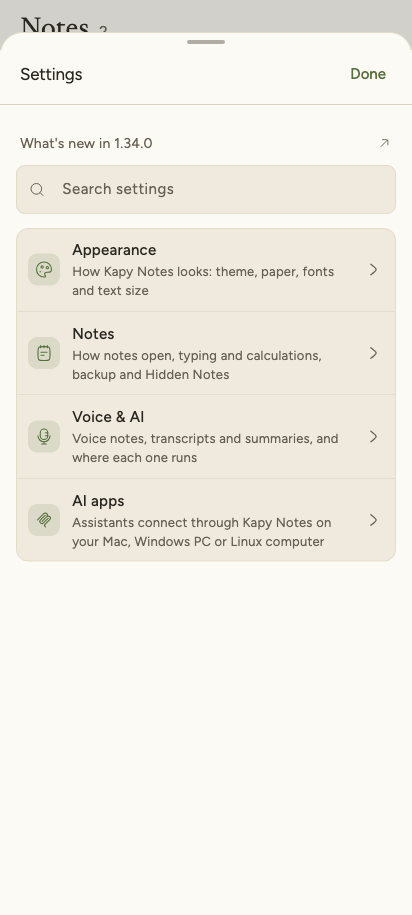 Notes 2
Settings
Done
What's new in 1.34.0
Search settings
Appearance
How Kapy Notes looks: theme, paper, fonts
and text size
Notes
How notes open, typing and calculations,
backup and Hidden Notes
Voice & AI
Voice notes, transcripts and summaries, and
where each one runs
AI apps
Assistants connect through Kapy Notes on
your Mac, Windows PC or Linux computer